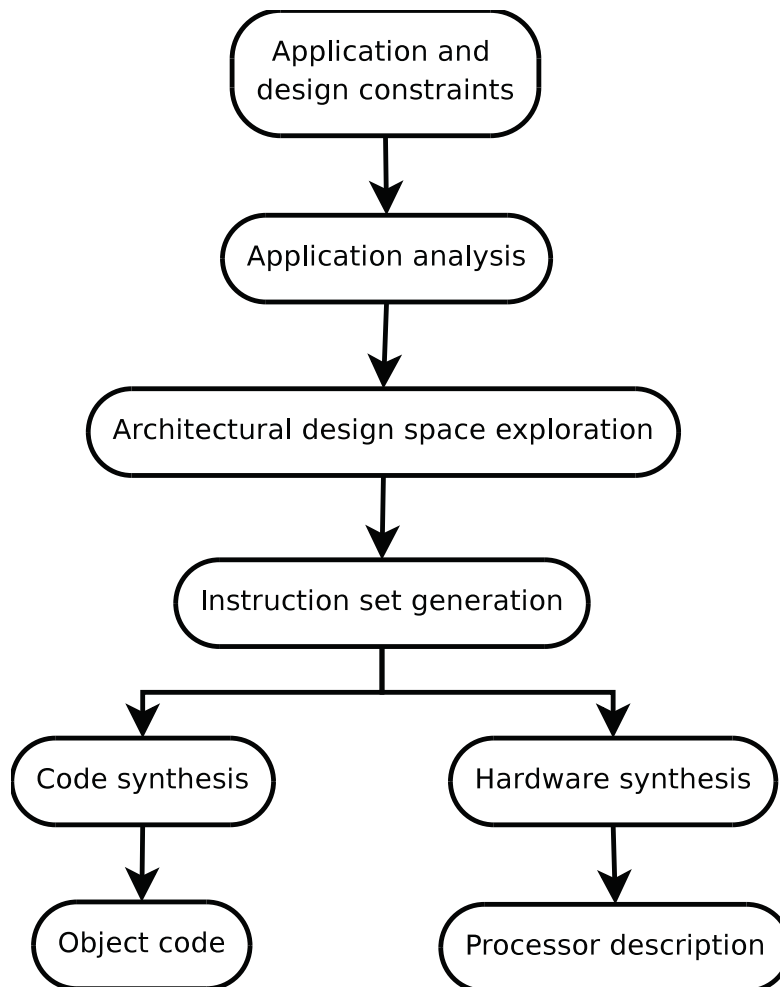 Application and
design constraints
Application analysis
Architectural design space exploration
Instruction set generation
Code synthesis
Hardware synthesis
Object code
Processor description